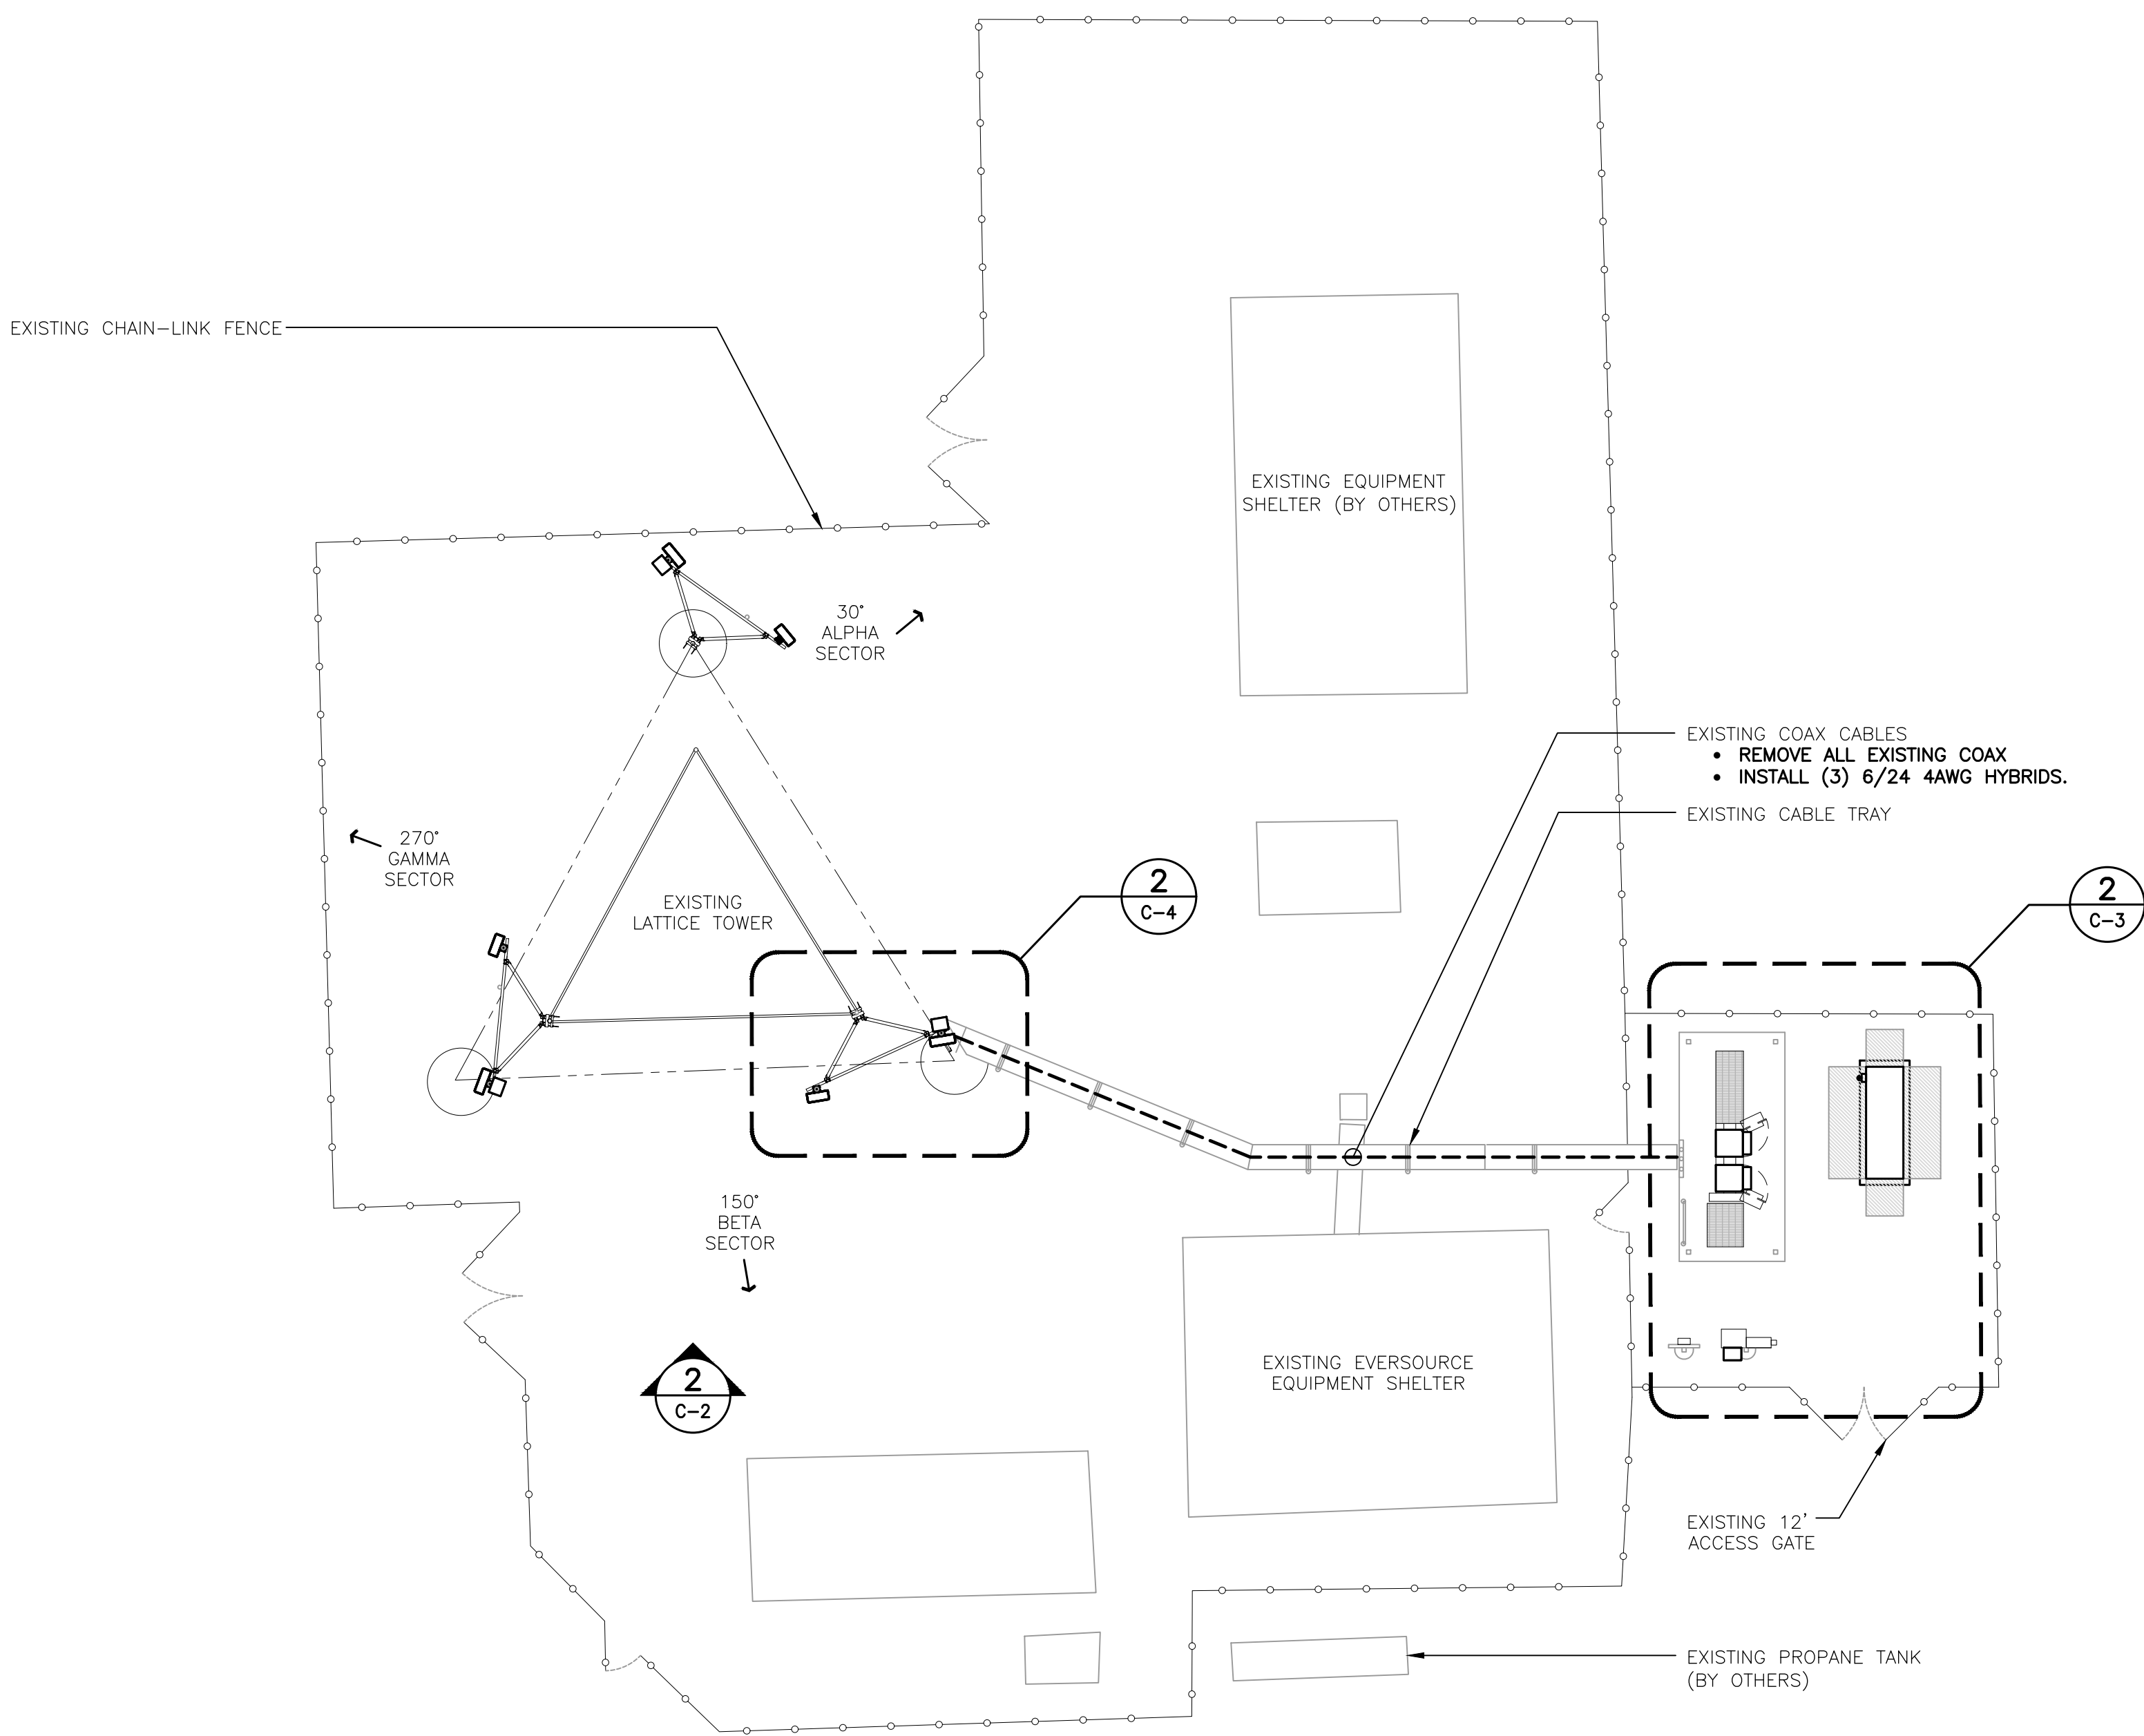 EXISTING CHAIN-LINK FENCE
EXISTING EQUIPMENT
SHELTER (BY OTHERS)
30°
ALPHA
SECTOR
EXISTING COAX CABLES
• REMOVE ALL EXISTING COAX
• INSTALL (3) 6/24 4AWG HYBRIDS.
EXISTING CABLE TRAY
270°
GAMMA
SECTOR
EXISTING
LATTICE TOWER
2
C-4
2
C-3
150°
BETA
SECTOR
2
C-2
EXISTING EVERSOURCE
EQUIPMENT SHELTER
EXISTING 12'
ACCESS GATE
EXISTING PROPANE TANK
(BY OTHERS)